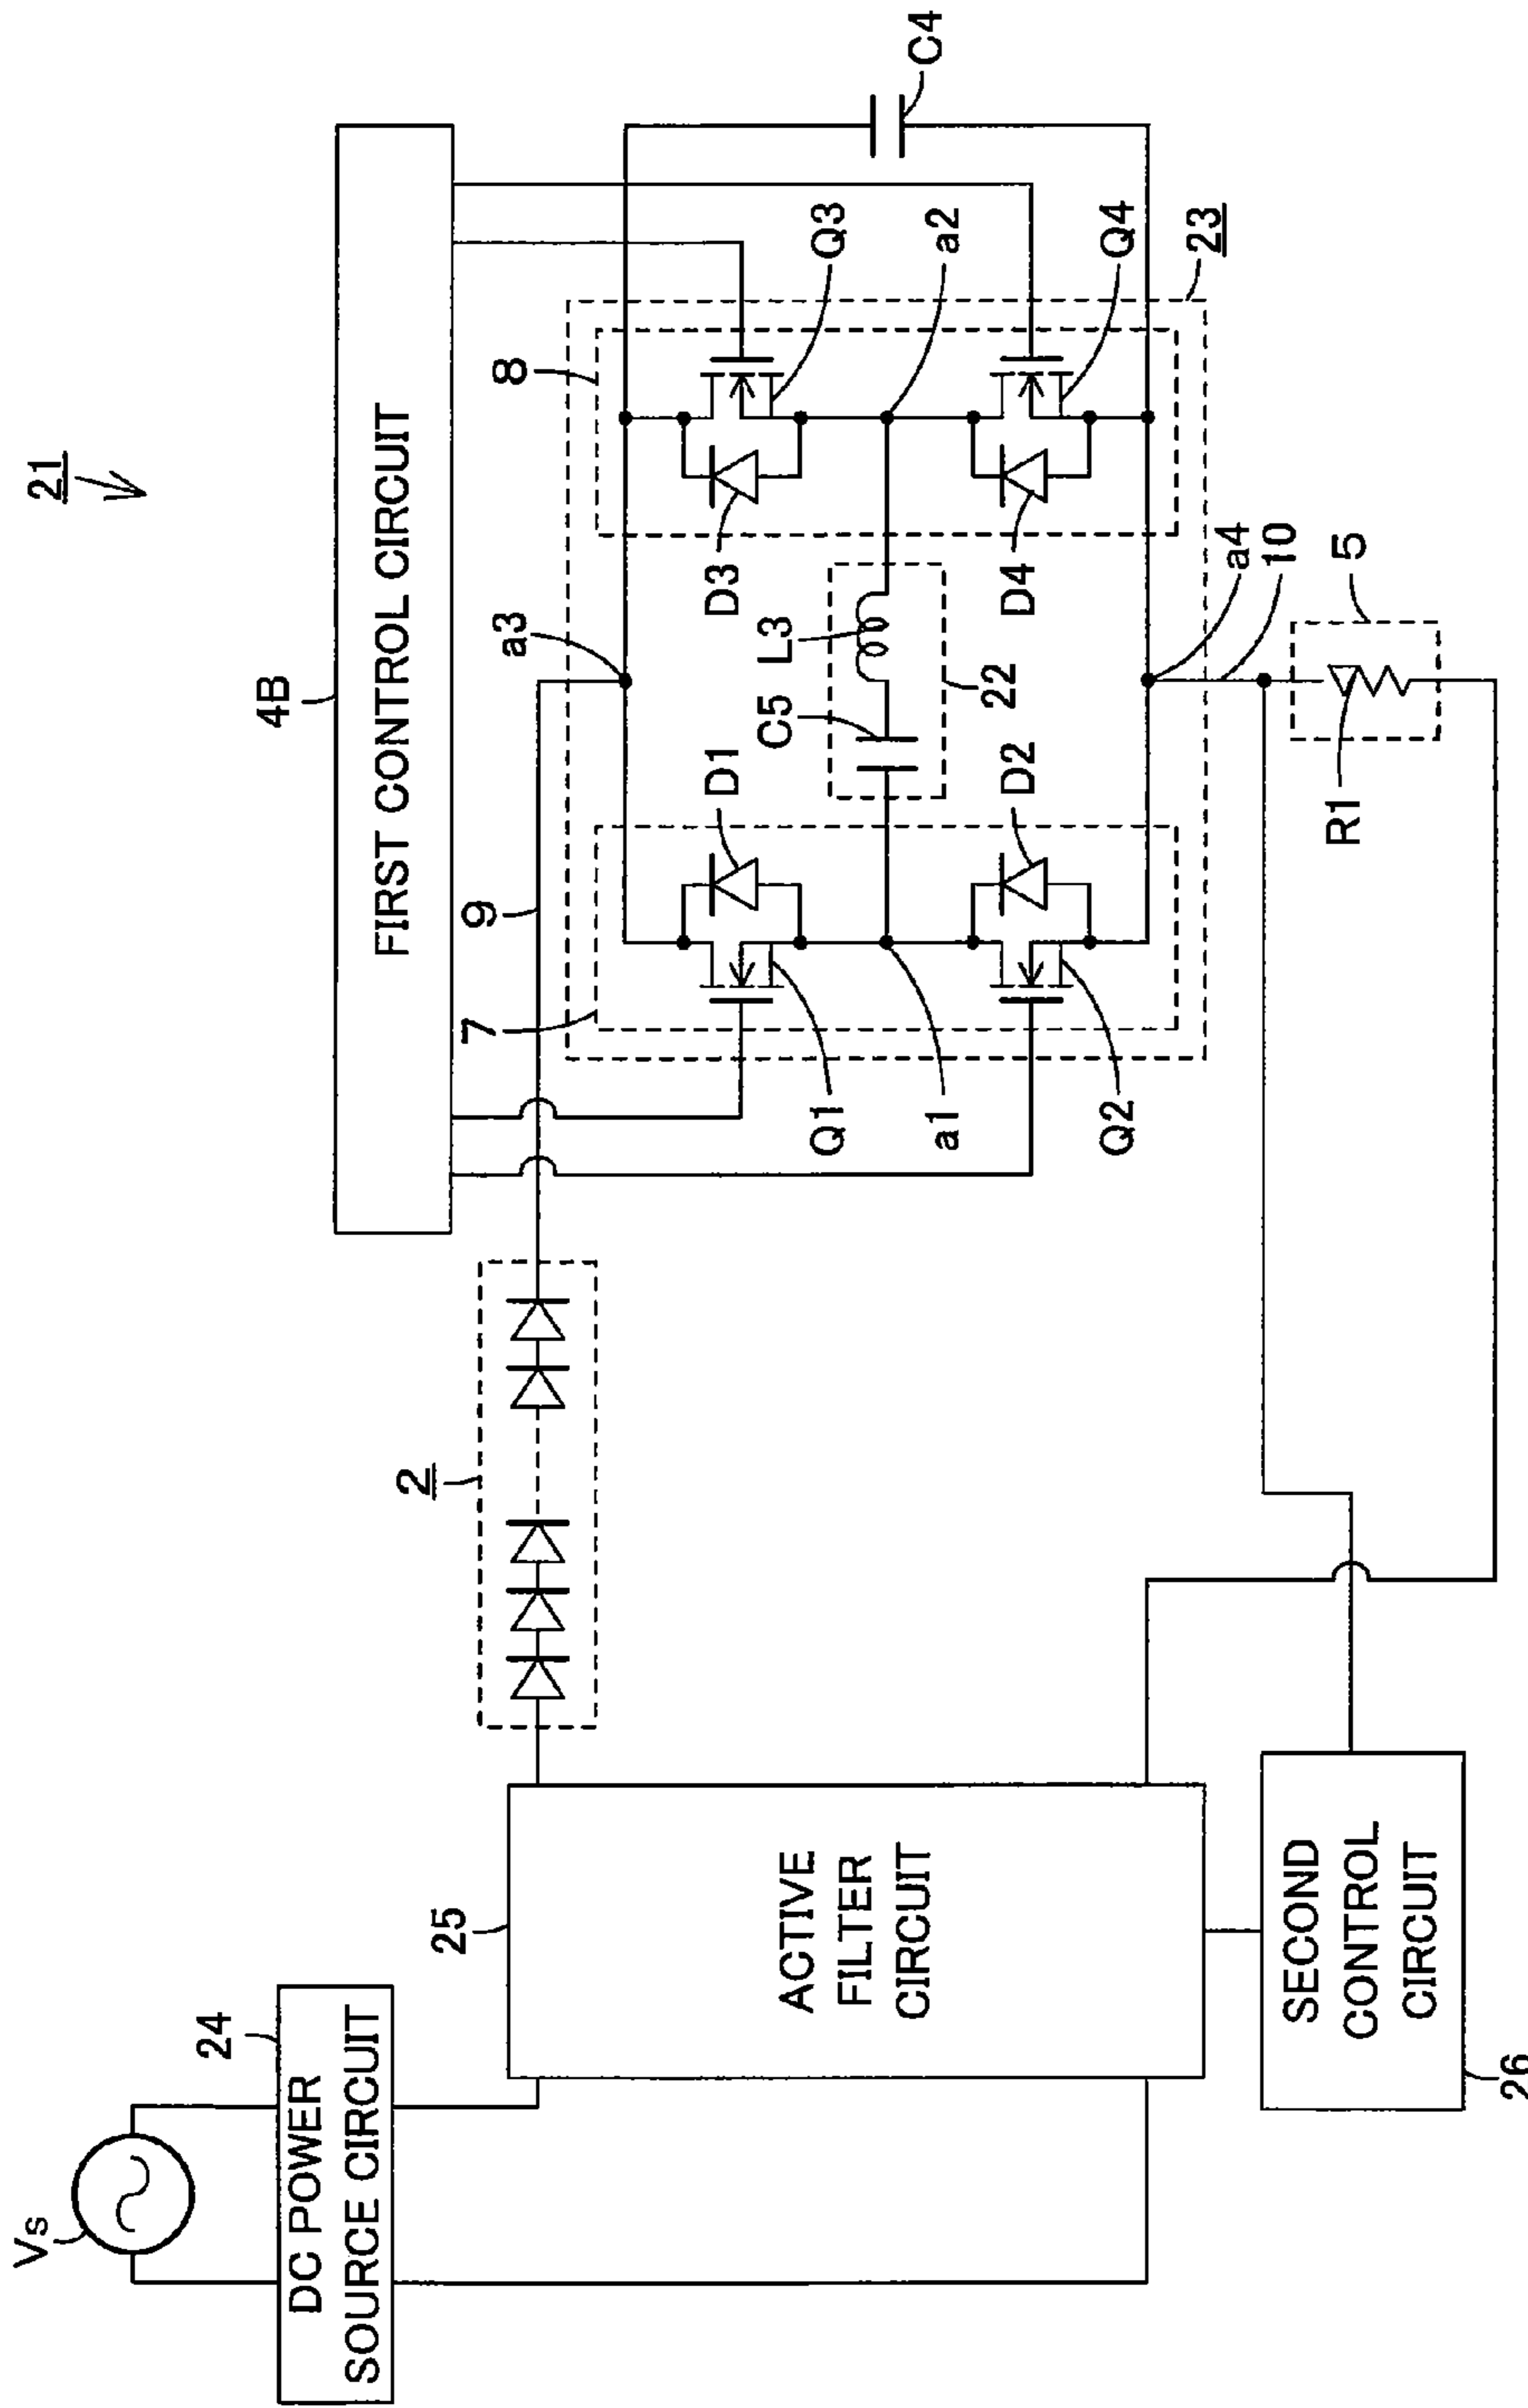 21
4B
FIRST CONTROL CIRCUIT
Vs
24
DC POWER
SOURCE CIRCUIT
25
ACTIVE
FILTER
CIRCUIT
2
9
7
a3
8
D1
D3
Q3
C4
C5
L3
22
Q1
a1
a2
D2
D4
Q2
Q4
23
a4
10
5
R1
SECOND
CONTROL
CIRCUIT
26